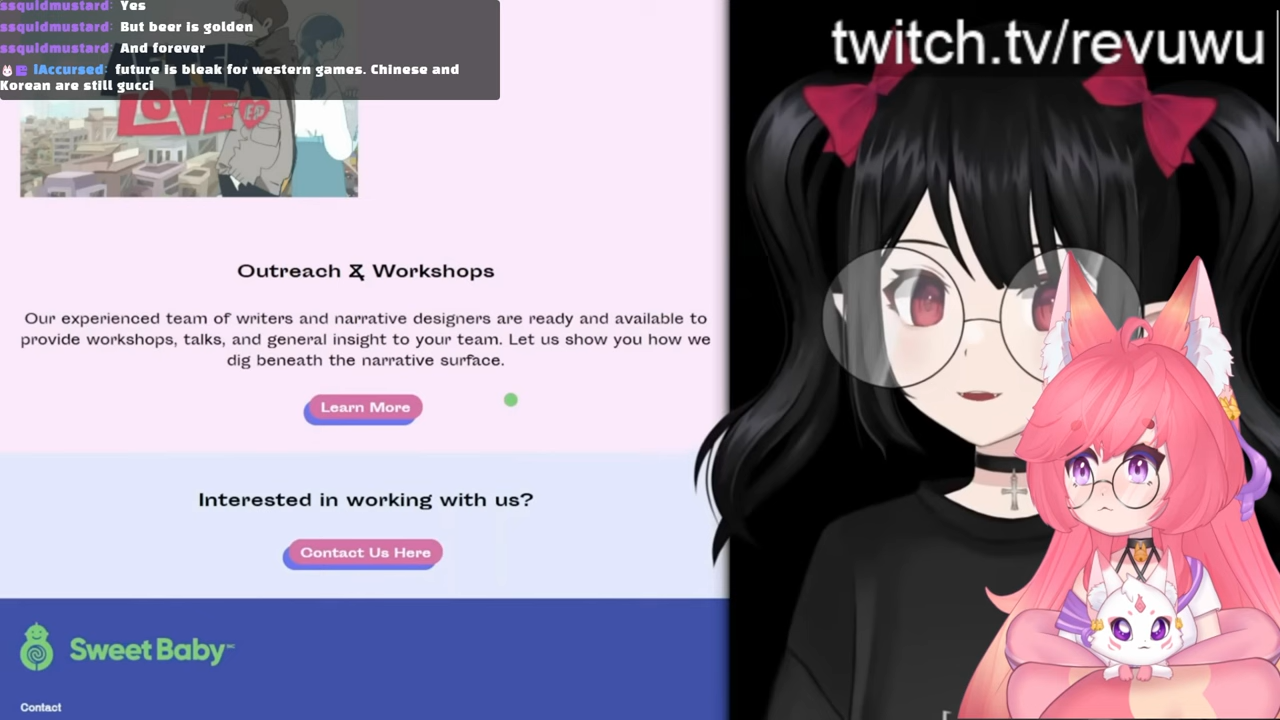 ssquidmustard: Yes
ssquidmustard: But beer is golden
ssquidmustard: And forever
lAccursed: future is bleak for western games. Chinese and
Korean are still gucci
twitch.tv/revuwu
LOVE EP
Outreach & Workshops
Our experienced team of writers and narrative designers are ready and available to
provide workshops, talks, and general insight to your team. Let us show you how we
dig beneath the narrative surface.
Learn More
Interested in working with us?
Contact Us Here
Sweet Baby
Contact